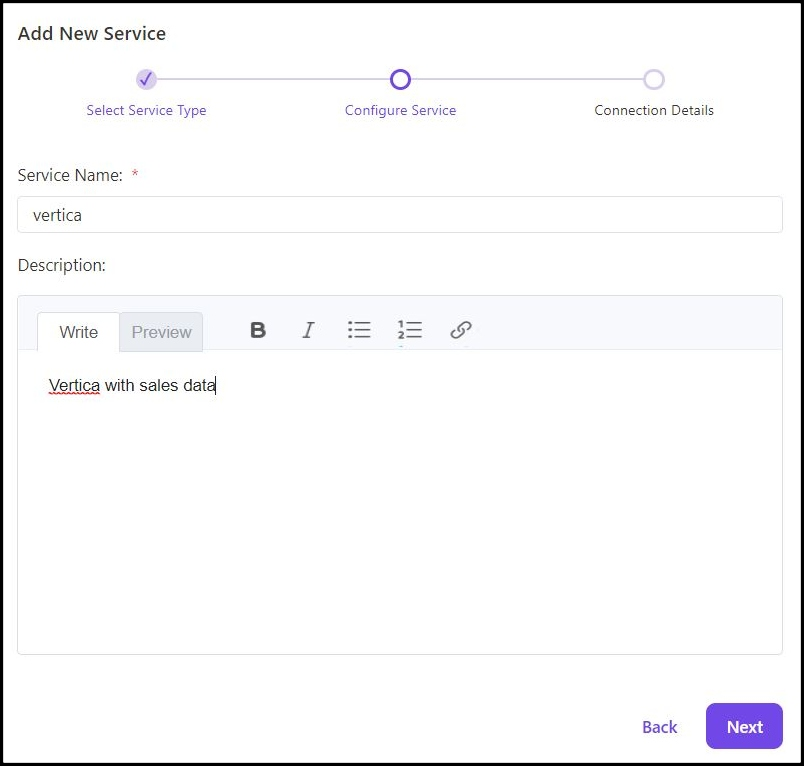 Add New Service
Select Service Type
Configure Service
Connection Details
Service Name: *
vertica
Description:
Write
Preview
B
I
Vertica with sales data
Back
Next